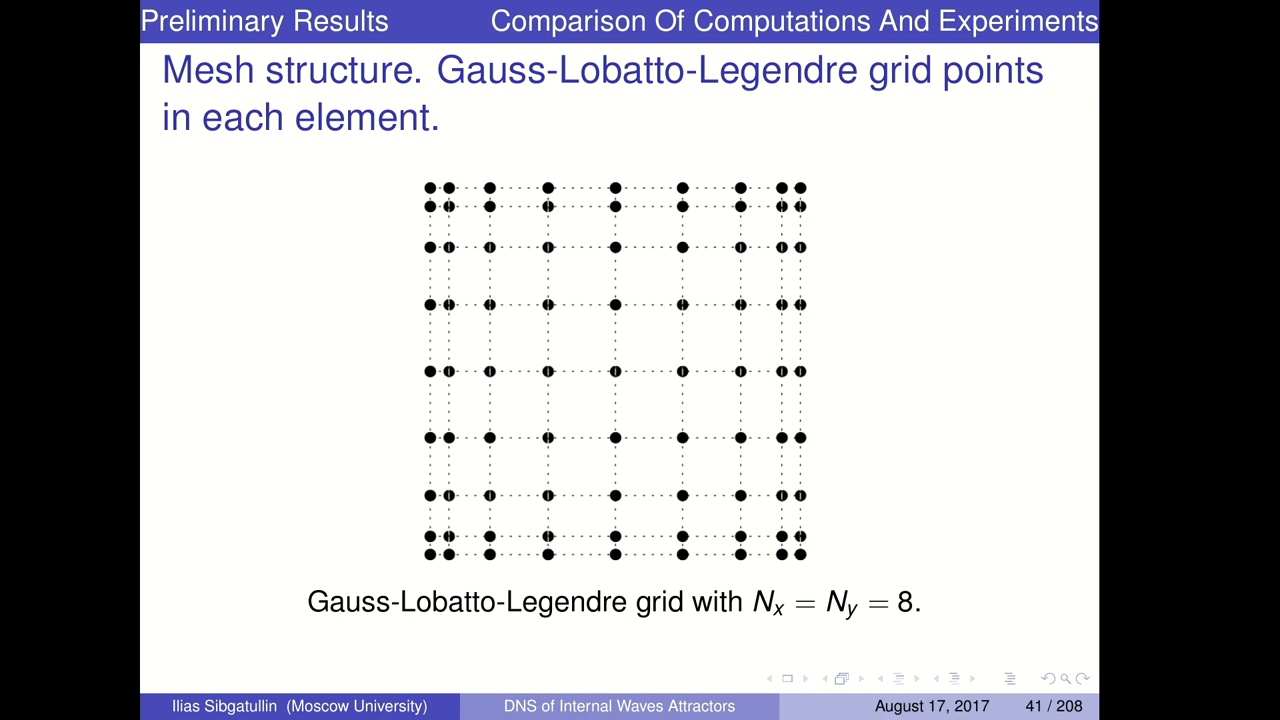 Preliminary Results Comparison Of Computations And Experiments
Mesh structure. Gauss-Lobatto-Legendre grid points
in each element.
Gauss-Lobatto-Legendre grid with Nₓ = Nᵧ = 8.
Ilias Sibgatullin (Moscow University) DNS of Internal Waves Attractors August 17, 2017 41 / 208